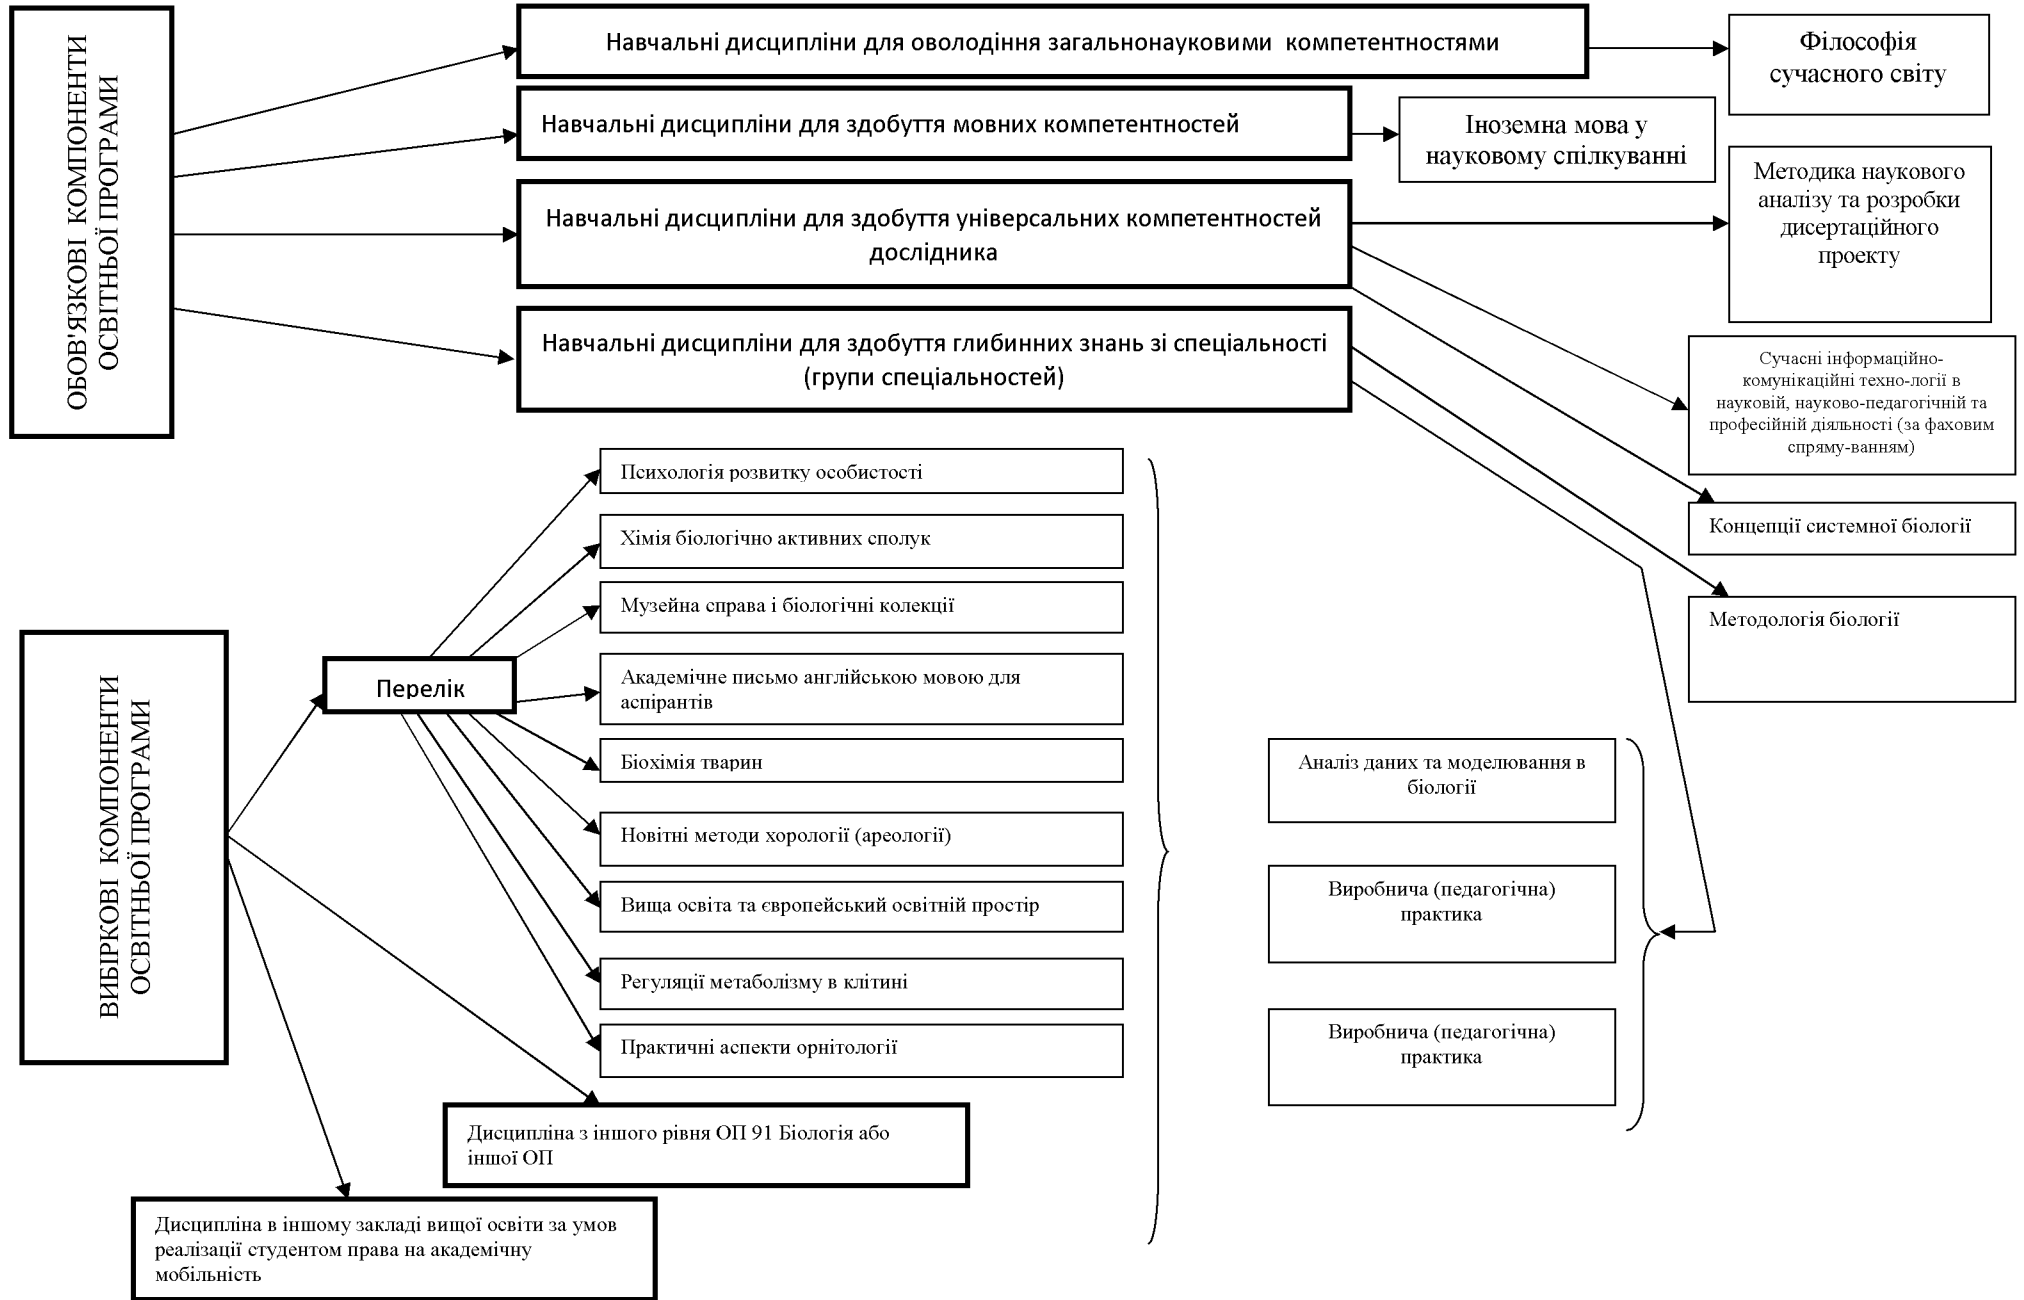 ОБОВ'ЯЗКОВІ КОМПОНЕНТИ
ОСВІТНЬОЇ ПРОГРАМИ
Навчальні дисципліни для оволодіння загальнонауковими компетентностями
Філософія
сучасного світу
Навчальні дисципліни для здобуття мовних компетентностей
Іноземна мова у
науковому спілкуванні
Навчальні дисципліни для здобуття універсальних компетентностей
дослідника
Методика наукового
аналізу та розробки
дисертаційного
проекту
Навчальні дисципліни для здобуття глибинних знань зі спеціальності
(групи спеціальностей)
Сучасні інформаційно-
комунікаційні техно-логії в
науковій, науково-педагогічній та
професійній діяльності (за фаховим
спряму-ванням)
Концепції системної біології
Методологія біології
ВИБІРКОВІ КОМПОНЕНТИ
ОСВІТНЬОЇ ПРОГРАМИ
Перелік
Психологія розвитку особистості
Хімія біологічно активних сполук
Музейна справа і біологічні колекції
Академічне письмо англійською мовою для
аспірантів
Біохімія тварин
Новітні методи хорології (ареології)
Вища освіта та європейський освітній простір
Регуляції метаболізму в клітині
Практичні аспекти орнітології
Аналіз даних та моделювання в
біології
Виробнича (педагогічна)
практика
Виробнича (педагогічна)
практика
Дисципліна з іншого рівня ОП 91 Біологія або
іншої ОП
Дисципліна в іншому закладі вищої освіти за умов
реалізації студентом права на академічну
мобільність